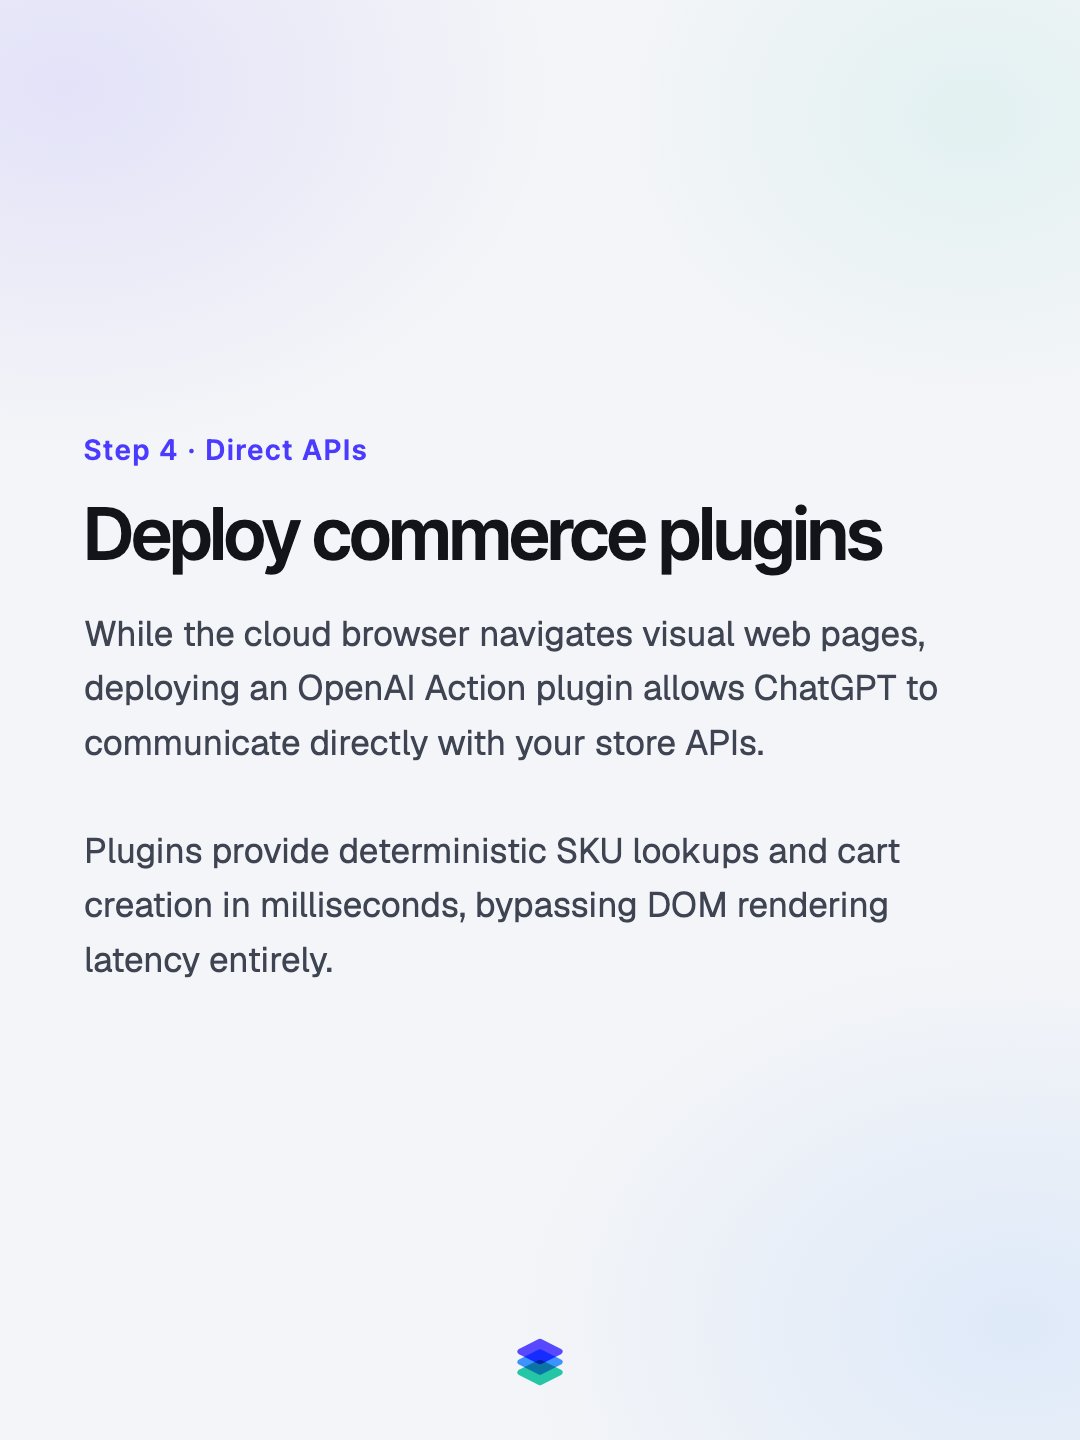 Step 4 · Direct APIs
Deploy commerce plugins
While the cloud browser navigates visual web pages,
deploying an OpenAI Action plugin allows ChatGPT to
communicate directly with your store APIs.
Plugins provide deterministic SKU lookups and cart
creation in milliseconds, bypassing DOM rendering
latency entirely.